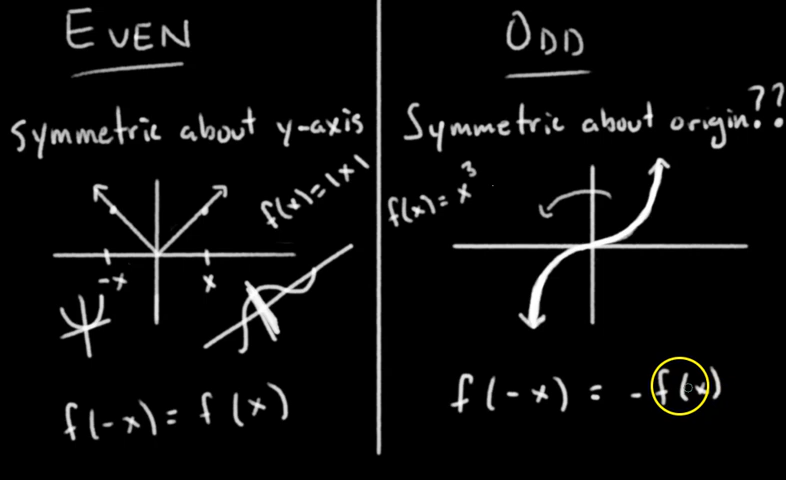 EVEN
Symmetric about y-axis
f(x)=|x|
-x
x
f(-x)=f(x)
ODD
Symmetric about origin??
f(x)=x³
f(-x)=-f(x)